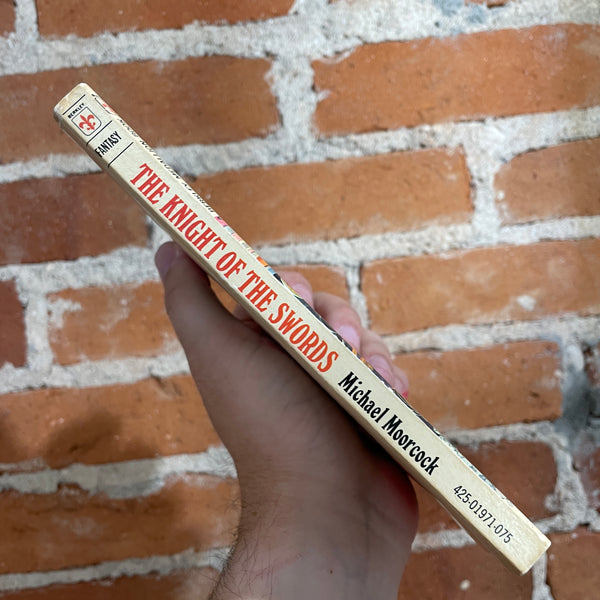 BERKLEY
FANTASY
THE KNIGHT OF THE SWORDS
Michael Moorcock
425-01971-075